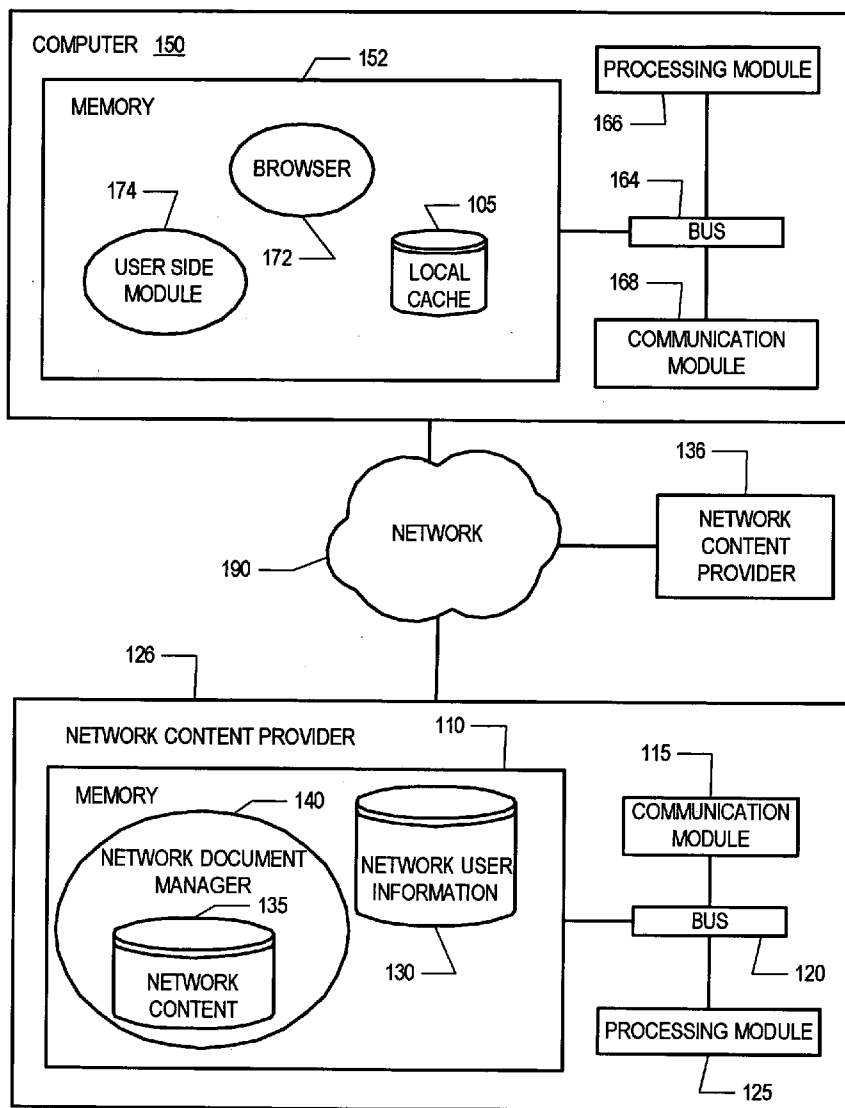 COMPUTER 150
152
PROCESSING MODULE
MEMORY
166
BROWSER
174
164
105
BUS
172
USER SIDE
MODULE
LOCAL
CACHE
168
COMMUNICATION
MODULE
136
NETWORK
NETWORK
CONTENT
PROVIDER
190
126
NETWORK CONTENT PROVIDER
110
115
MEMORY
140
COMMUNICATION
MODULE
NETWORK DOCUMENT
MANAGER
NETWORK USER
INFORMATION
135
BUS
130
120
NETWORK
CONTENT
PROCESSING MODULE
125